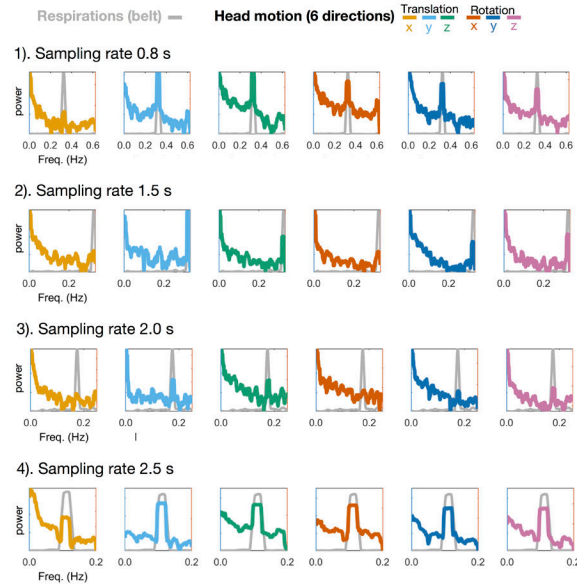 Respirations (belt) Head motion (6 directions) Translation Rotation
x y z x y z
1). Sampling rate 0.8 s
power
0.0 0.2 0.4 0.6 0.0 0.2 0.4 0.6 0.0 0.2 0.4 0.6 0.0 0.2 0.4 0.6 0.0 0.2 0.4 0.6 0.0 0.2 0.4 0.6
Freq. (Hz)
2). Sampling rate 1.5 s
power
0.0 0.2 0.0 0.2 0.0 0.2 0.0 0.2 0.0 0.2 0.0 0.2
Freq. (Hz)
3). Sampling rate 2.0 s
power
0.0 0.2 0.0 0.2 0.0 0.2 0.0 0.2 0.0 0.2 0.0 0.2
Freq. (Hz)
4). Sampling rate 2.5 s
power
0.0 0.2 0.0 0.2 0.0 0.2 0.0 0.2 0.0 0.2 0.0 0.2
Freq. (Hz)